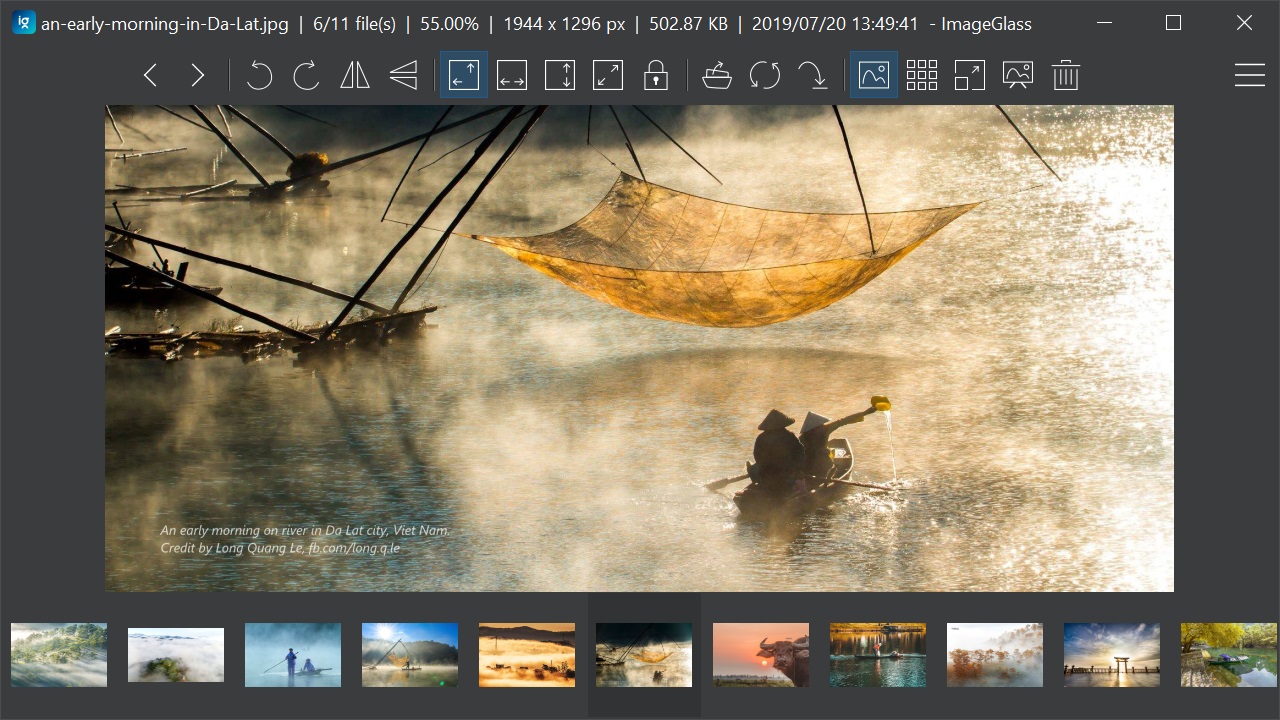 ig an-early-morning-in-Da-Lat.jpg | 6/11 file(s) | 55.00% | 1944 x 1296 px | 502.87 KB | 2019/07/20 13:49:41 - ImageGlass
An early morning on river in Da Lat city, Viet Nam.
Credit by Long Quang Le, fb.com/long.q.le